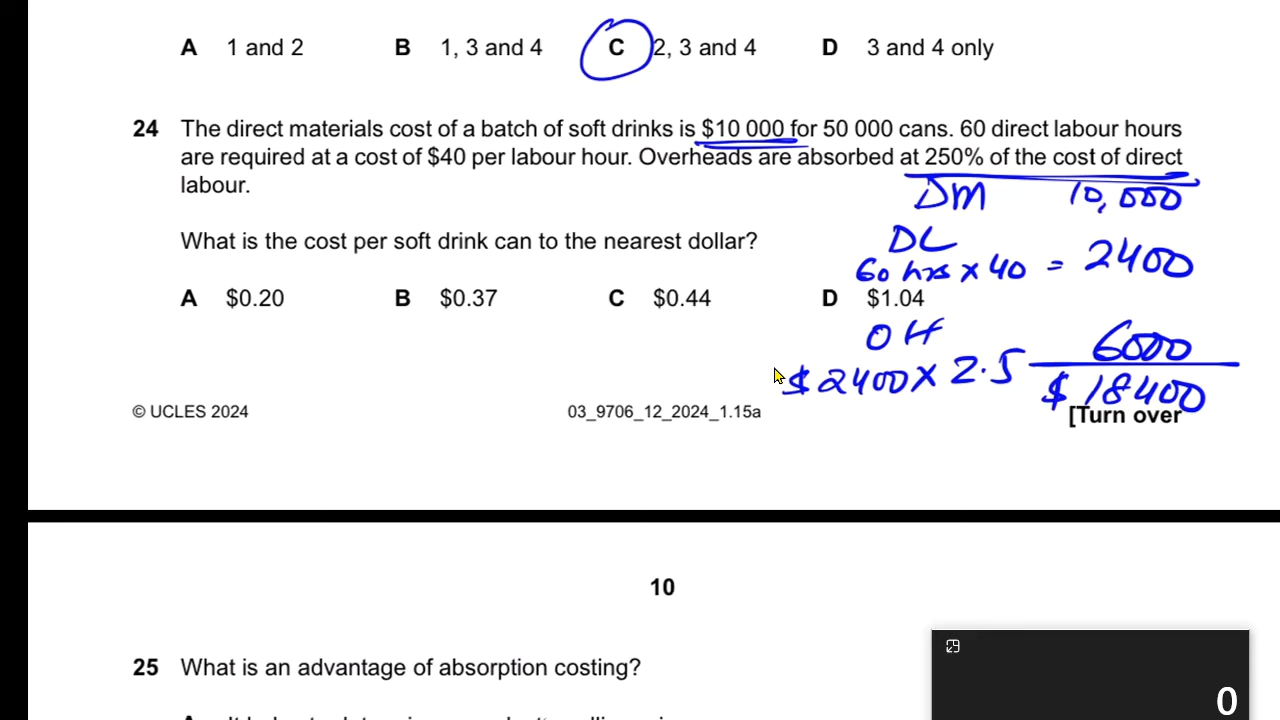 A 1 and 2 B 1, 3 and 4 C 2, 3 and 4 D 3 and 4 only
24 The direct materials cost of a batch of soft drinks is $10 000 for 50 000 cans. 60 direct labour hours
are required at a cost of $40 per labour hour. Overheads are absorbed at 250% of the cost of direct
labour.
DM 10,000
What is the cost per soft drink can to the nearest dollar?
DL
60 hrs x 40 = 2400
A $0.20 B $0.37 C $0.44 D $1.04
OH 6000
$2400 x 2.5 $18400
© UCLES 2024 03_9706_12_2024_1.15a [Turn over
10
25 What is an advantage of absorption costing?
0